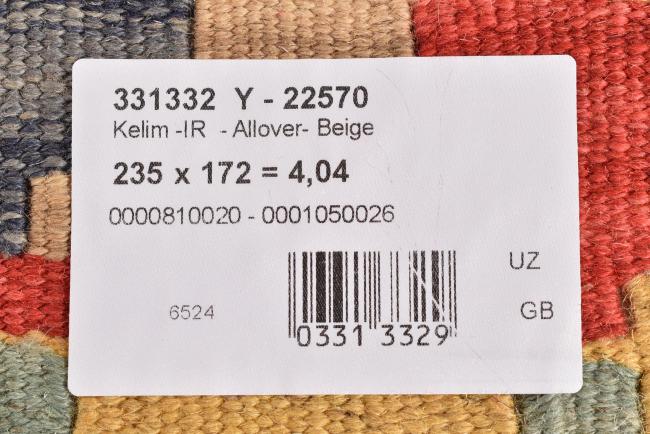 331332 Y - 22570
Kelim -IR - Allover- Beige
235 x 172 = 4,04
0000810020 - 0001050026
UZ
6524
GB
0331 3329